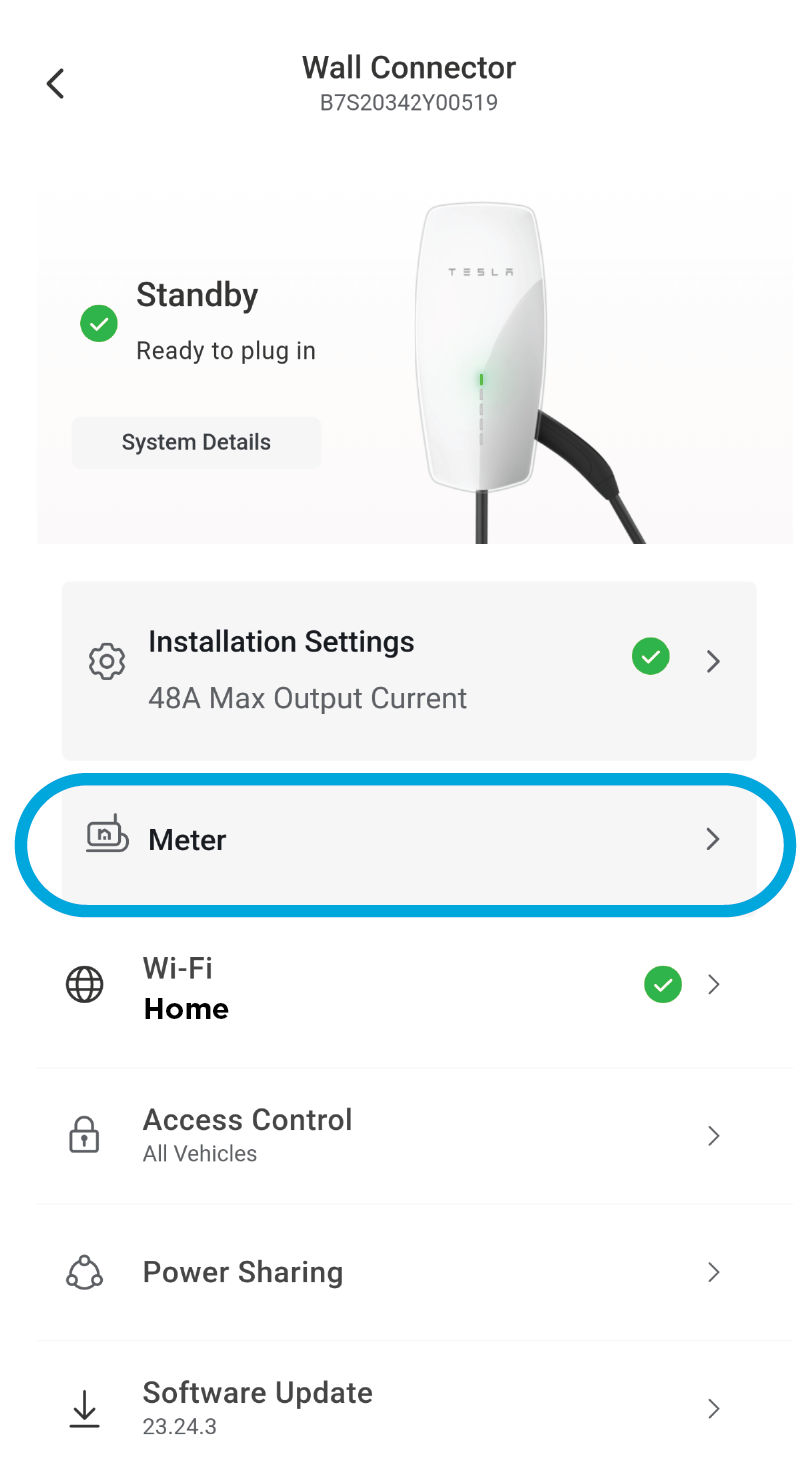 Wall Connector
B7S20342Y00519
TESLA
Standby
Ready to plug in
System Details
Installation Settings
48A Max Output Current
Meter
Wi-Fi
Home
Access Control
All Vehicles
Power Sharing
Software Update
23.24.3